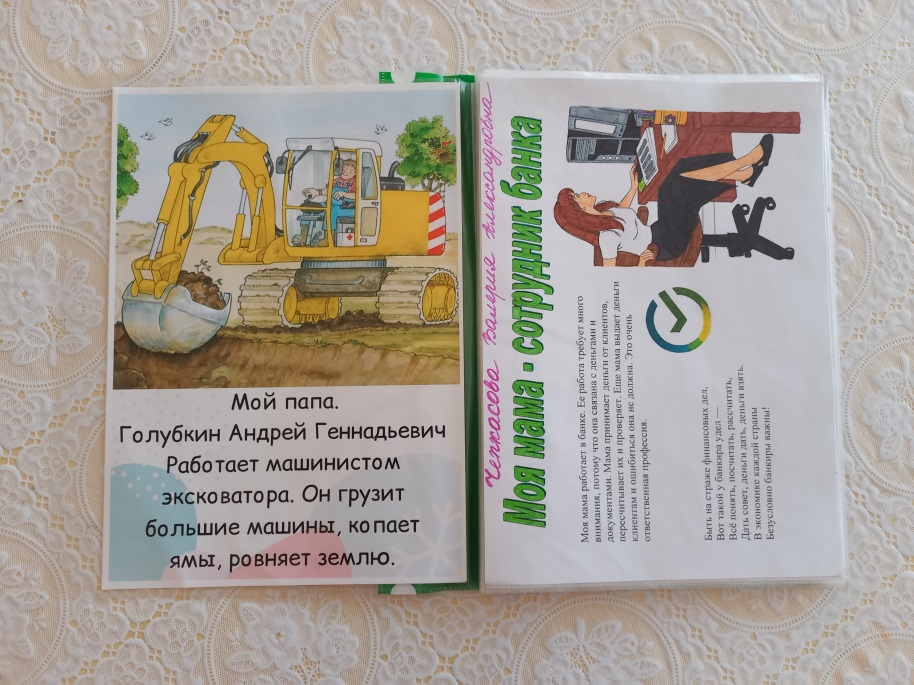 Мой папа.
Голубкин Андрей Геннадьевич
Работает машинистом
эксковатора. Он грузит
большие машины, копает
ямы, ровняет землю.
Чепкасова Валерия Александровна
Моя мама - сотрудник банка
Моя мама работает в банке. Ее работа требует много
внимания, потому что она связана с деньгами и
документами. Мама принимает деньги от клиентов,
пересчитывает их и проверяет. Еще мама выдает деньги
клиентам и ошибиться она не должна. Это очень
ответственная профессия.
Быть на страже финансовых дел,
Вот такой у банкира удел —
Всё понять, посчитать, рассчитать,
Дать совет, деньги дать, деньги взять.
В экономике каждой страны
Безусловно банкиры важны!